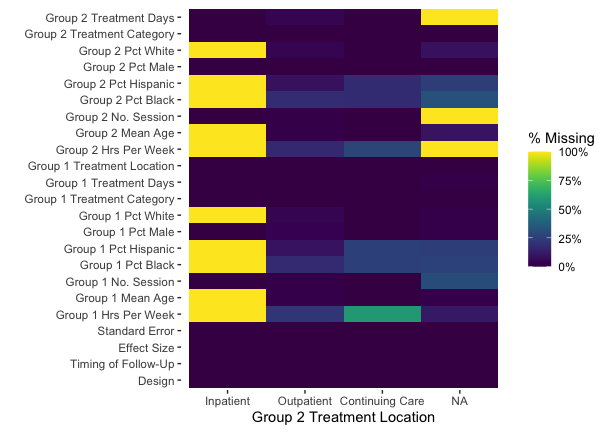 Group 2 Treatment Days
Group 2 Treatment Category
Group 2 Pct White
Group 2 Pct Male
Group 2 Pct Hispanic
Group 2 Pct Black
Group 2 No. Session
Group 2 Mean Age
Group 2 Hrs Per Week
Group 1 Treatment Location
Group 1 Treatment Days
Group 1 Treatment Category
Group 1 Pct White
Group 1 Pct Male
Group 1 Pct Hispanic
Group 1 Pct Black
Group 1 No. Session
Group 1 Mean Age
Group 1 Hrs Per Week
Standard Error
Effect Size
Timing of Follow-Up
Design
Inpatient Outpatient Continuing Care NA
Group 2 Treatment Location
% Missing
100%
75%
50%
25%
0%